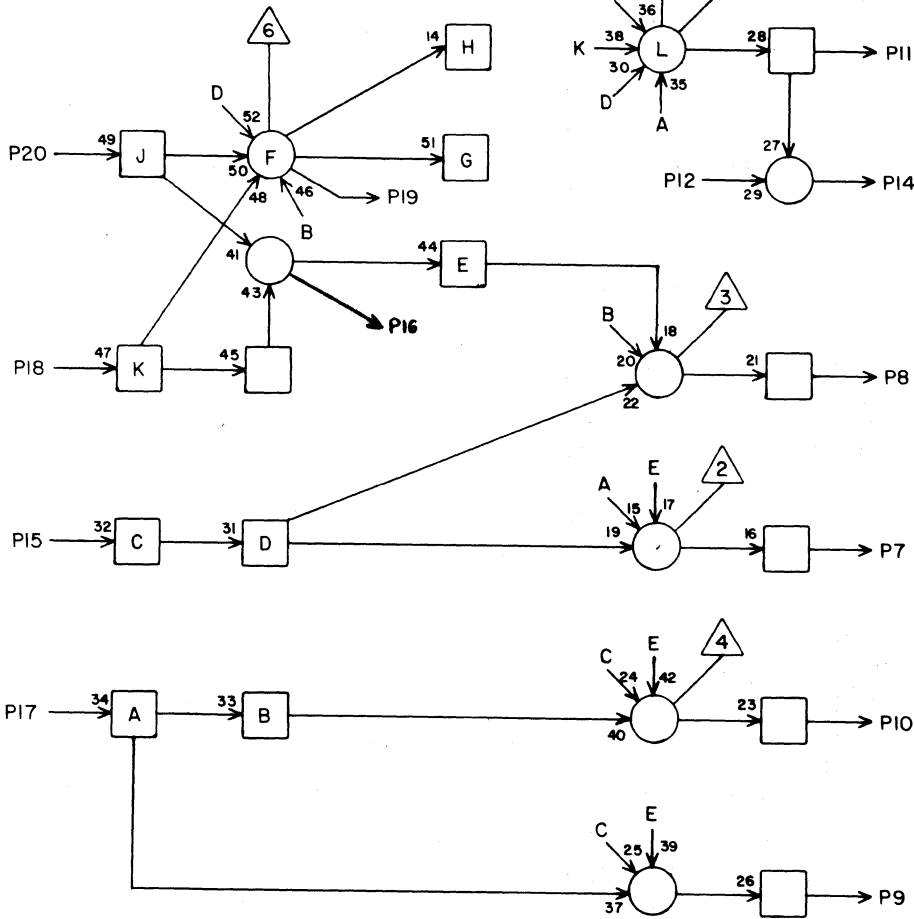 6
36
14 H
K 38 L 28 P11
30
D 35
A
D
52
49 51
P20 J F G
50
48 46 P19
B
27
P12 P14
29
41 44 E
43
P16
3
B 18
47 45 20 21
P18 K P8
22
2
A E
15 17
32 31 19 16
P15 C D P7
4
C E
24 42
34 33 23
P17 A B P10
40
C E
25 39
26
37 P9